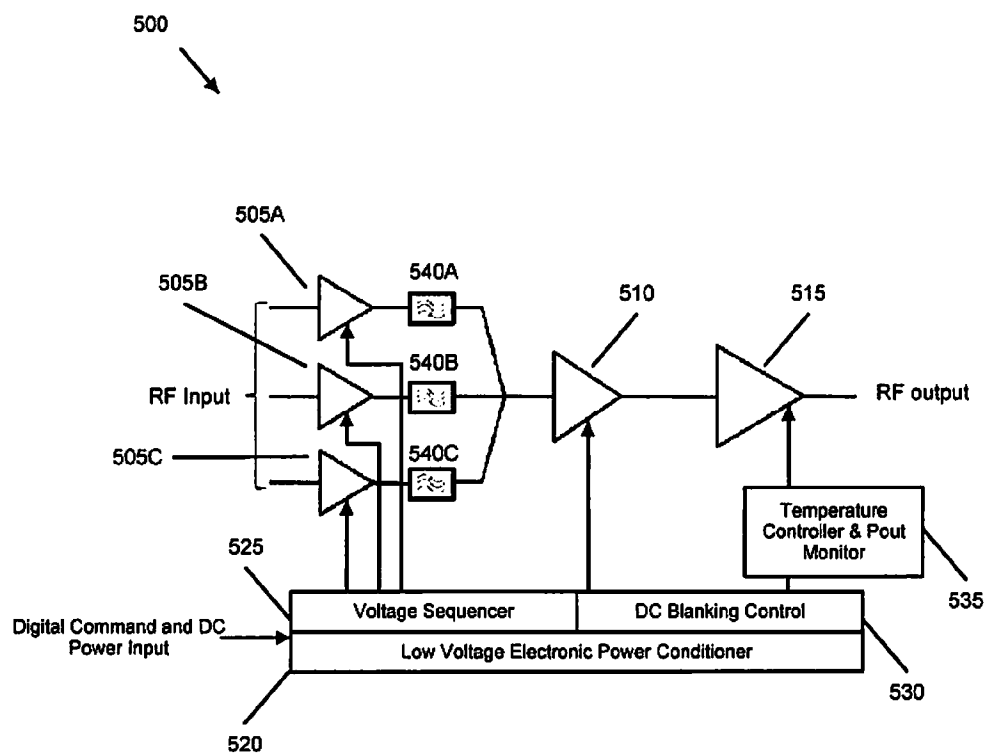 500
505A
505B
540A
510
515
540B
RF Input
RF output
505C
540C
Temperature
Controller & Pout
Monitor
525
535
Voltage Sequencer
DC Blanking Control
Digital Command and DC
Power Input
Low Voltage Electronic Power Conditioner
530
520